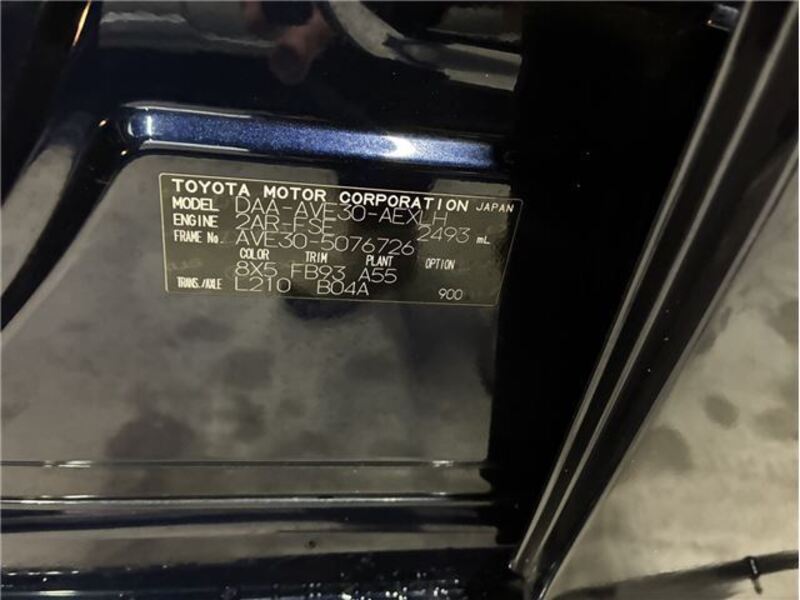 TOYOTA MOTOR CORPORATION JAPAN
MODEL DAA-AVE30-AEXLH
ENGINE 2AR-FSE 2493 mL
FRAME No. AVE30-5076726
COLOR TRIM PLANT OPTION
8X5 FB93 A55
TRANS./AXLE L210 B04A 900